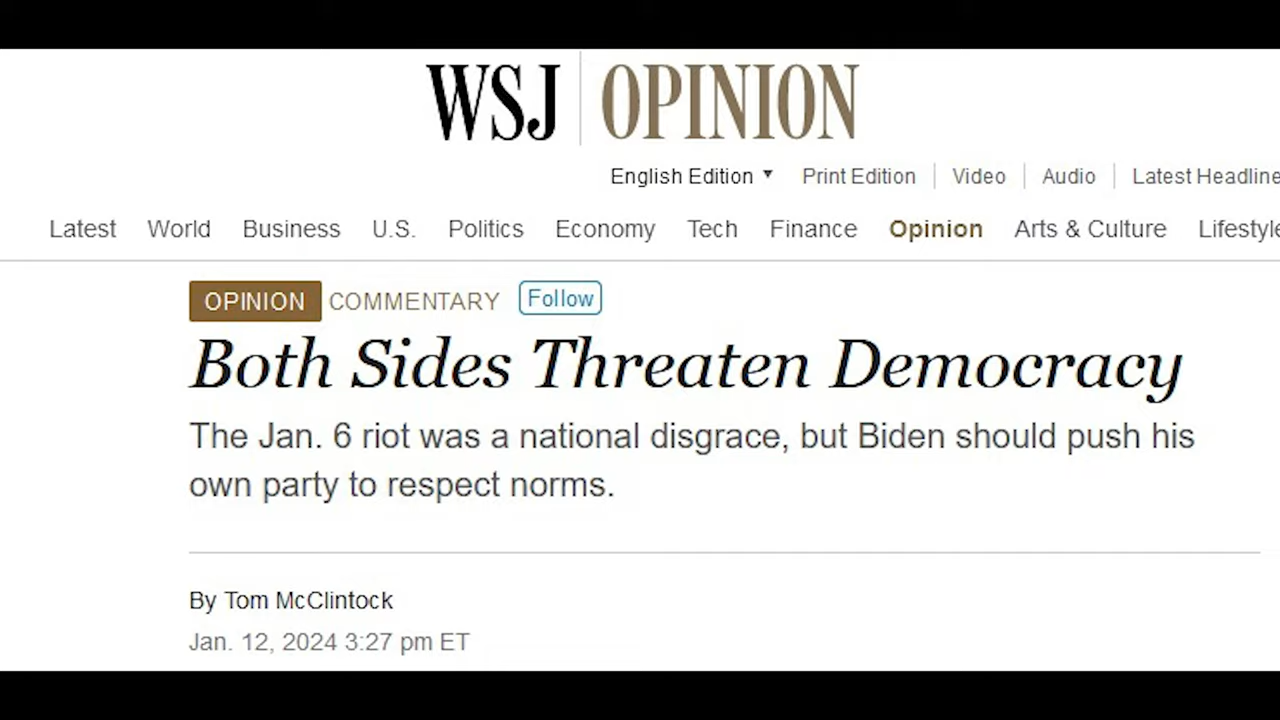 WSJ OPINION
English Edition Print Edition Video Audio Latest Headline
Latest World Business U.S. Politics Economy Tech Finance Opinion Arts & Culture Lifestyle
OPINION COMMENTARY Follow
Both Sides Threaten Democracy
The Jan. 6 riot was a national disgrace, but Biden should push his
own party to respect norms.
By Tom McClintock
Jan. 12, 2024 3:27 pm ET